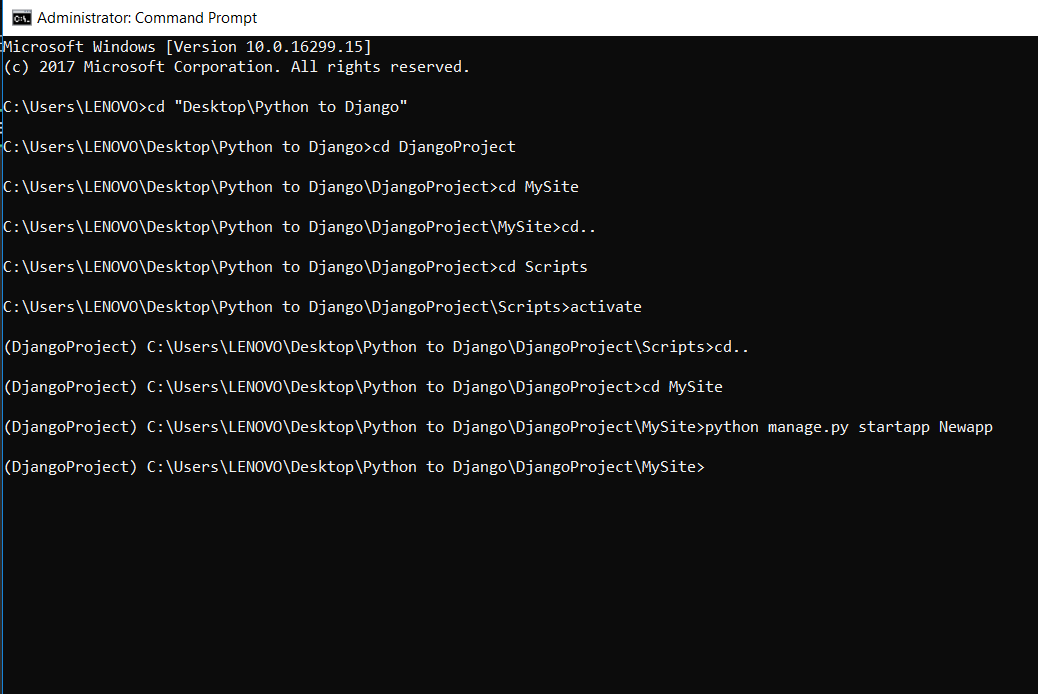 Administrator: Command Prompt
Microsoft Windows [Version 10.0.16299.15]
(c) 2017 Microsoft Corporation. All rights reserved.
C:\Users\LENOVO>cd "Desktop\Python to Django"
C:\Users\LENOVO\Desktop\Python to Django>cd DjangoProject
C:\Users\LENOVO\Desktop\Python to Django\DjangoProject>cd MySite
C:\Users\LENOVO\Desktop\Python to Django\DjangoProject\MySite>cd..
C:\Users\LENOVO\Desktop\Python to Django\DjangoProject>cd Scripts
C:\Users\LENOVO\Desktop\Python to Django\DjangoProject\Scripts>activate
(DjangoProject) C:\Users\LENOVO\Desktop\Python to Django\DjangoProject\Scripts>cd..
(DjangoProject) C:\Users\LENOVO\Desktop\Python to Django\DjangoProject>cd MySite
(DjangoProject) C:\Users\LENOVO\Desktop\Python to Django\DjangoProject\MySite>python manage.py startapp Newapp
(DjangoProject) C:\Users\LENOVO\Desktop\Python to Django\DjangoProject\MySite>